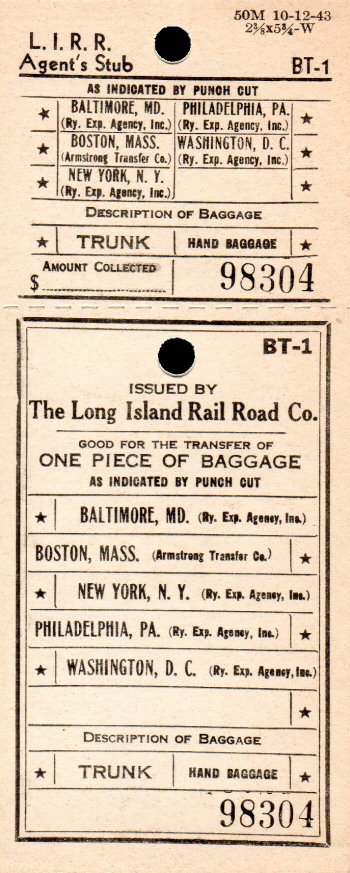 50M 10-12-43
2⅜x5¾-W
L. I. R. R.
Agent's Stub BT-1
AS INDICATED BY PUNCH CUT
★ BALTIMORE, MD. PHILADELPHIA, PA. ★
(Ry. Exp. Agency, Inc.) (Ry. Exp. Agency, Inc.)
★ BOSTON, MASS. WASHINGTON, D. C. ★
(Armstrong Transfer Co.) (Ry. Exp. Agency, Inc.)
★ NEW YORK, N. Y. ★
(Ry. Exp. Agency, Inc.)
DESCRIPTION OF BAGGAGE
★ TRUNK HAND BAGGAGE ★
AMOUNT COLLECTED
$ 98304
BT-1
ISSUED BY
The Long Island Rail Road Co.
GOOD FOR THE TRANSFER OF
ONE PIECE OF BAGGAGE
AS INDICATED BY PUNCH CUT
★ BALTIMORE, MD. (Ry. Exp. Agency, Inc.)
BOSTON, MASS. (Armstrong Transfer Co.) ★
★ NEW YORK, N. Y. (Ry. Exp. Agency, Inc.)
PHILADELPHIA, PA. (Ry. Exp. Agency, Inc.) ★
★ WASHINGTON, D. C. (Ry. Exp. Agency, Inc.)
★
DESCRIPTION OF BAGGAGE
★ TRUNK HAND BAGGAGE ★
98304